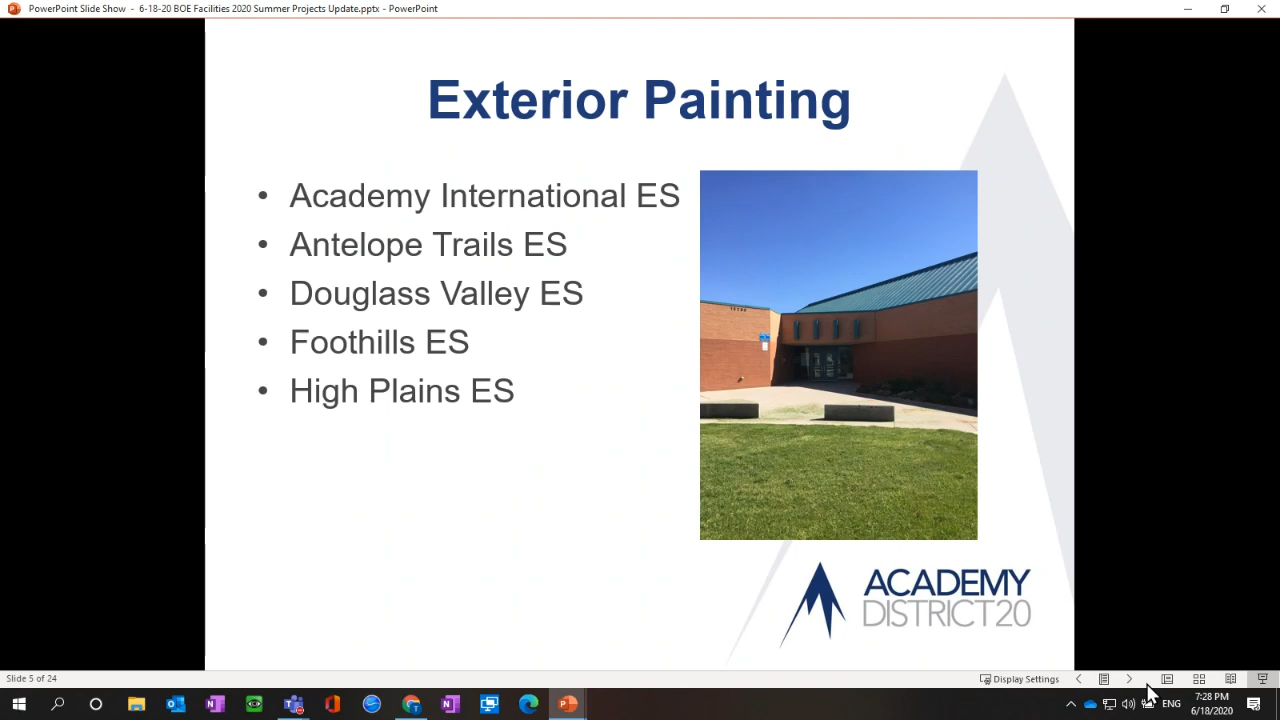 PowerPoint Slide Show - 6-18-20 BOE Facilities 2020 Summer Projects Update.pptx - PowerPoint
Exterior Painting
• Academy International ES
• Antelope Trails ES
• Douglass Valley ES
• Foothills ES
• High Plains ES
ACADEMY
DISTRICT20
Slide 5 of 24
Display Settings
ENG
7:28 PM
6/18/2020